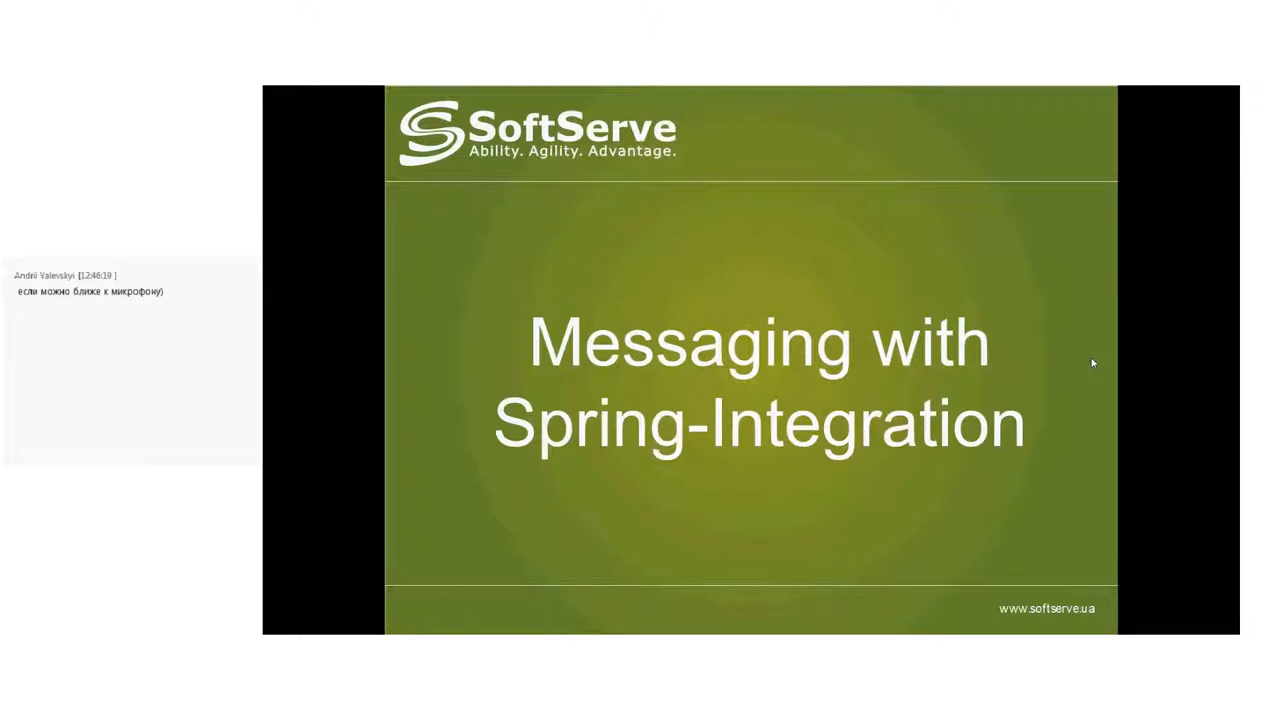 SoftServe
Ability. Agility. Advantage.
Andrii Valevskyi [12:46:19 ]
если можно ближе к микрофону)
Messaging with
Spring-Integration
www.softserve.ua